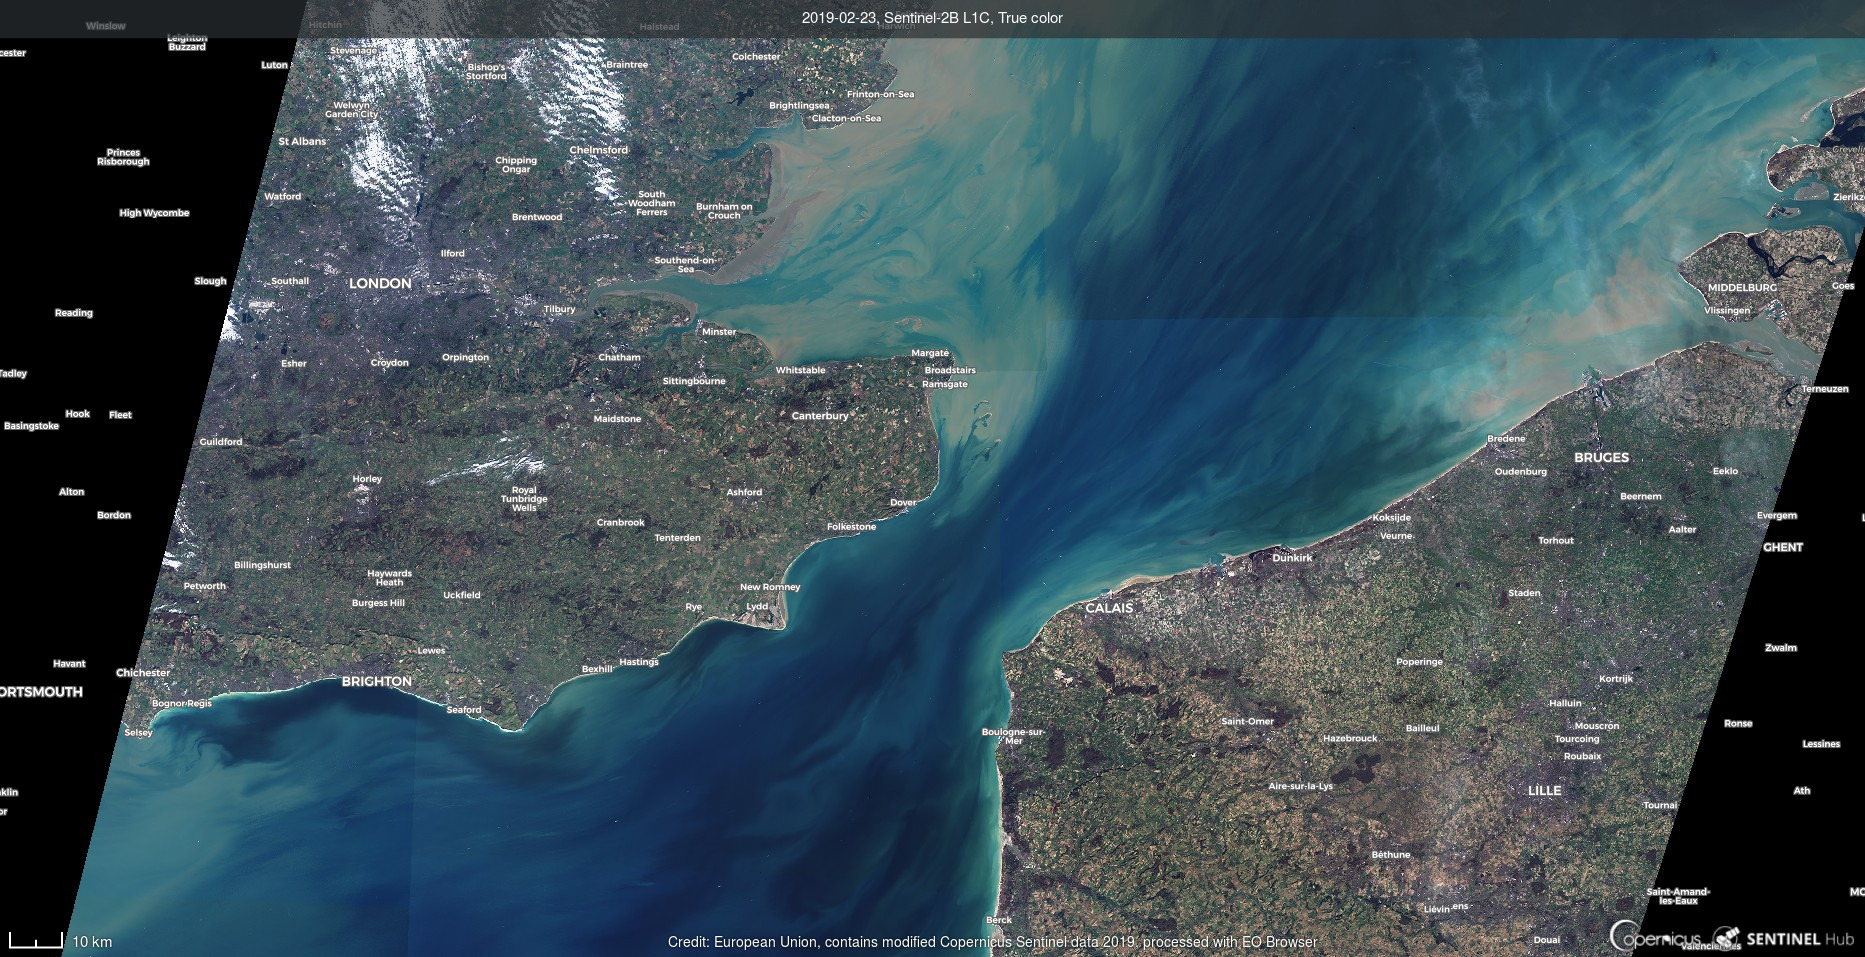 2019-02-23, Sentinel-2B L1C, True color
Winslow
Hitchin
Halstead
Harwich
Leighton
Buzzard
Stevenage
Luton
Bishop's
Stortford
Braintree
Colchester
Frinton-on-Sea
Brightlingsea
Clacton-on-Sea
Welwyn
Garden City
St Albans
Chelmsford
Princes
Risborough
Chipping
Ongar
Watford
South
Woodham
Ferrers
Burnham on
Crouch
High Wycombe
Brentwood
Zierikz
Ilford
Southend-on-
Sea
Slough
Southall
LONDON
MIDDELBURG
Goes
Reading
Tilbury
Vlissingen
Minster
Esher
Croydon
Orpington
Chatham
Margate
Whitstable
Broadstairs
Ramsgate
Sittingbourne
Tadley
Terneuzen
Hook
Fleet
Basingstoke
Maidstone
Canterbury
Guildford
Bredene
BRUGES
Oudenburg
Eeklo
Horley
Alton
Royal
Tunbridge
Wells
Ashford
Beernem
Dover
Bordon
Cranbrook
Folkestone
Koksijde
Evergem
Aalter
Tenterden
Veurne
Torhout
GHENT
Billingshurst
Dunkirk
Haywards
Heath
Petworth
New Romney
Uckfield
Burgess Hill
Rye
Lydd
CALAIS
Staden
Lewes
Zwalm
Havant
Chichester
Bexhill
Hastings
Poperinge
BRIGHTON
Kortrijk
ORTSMOUTH
Bognor Regis
Seaford
Halluin
Selsey
Boulogne-sur-
Mer
Saint-Omer
Bailleul
Mouscron
Ronse
Hazebrouck
Tourcoing
Lessines
Roubaix
Aire-sur-la-Lys
LILLE
Ath
Tournai
Béthune
Saint-Amand-
les-Eaux
Liévin
Berck
Douai
10 km
Credit: European Union, contains modified Copernicus Sentinel data 2019, processed with EO Browser
Copernicus
SENTINEL Hub